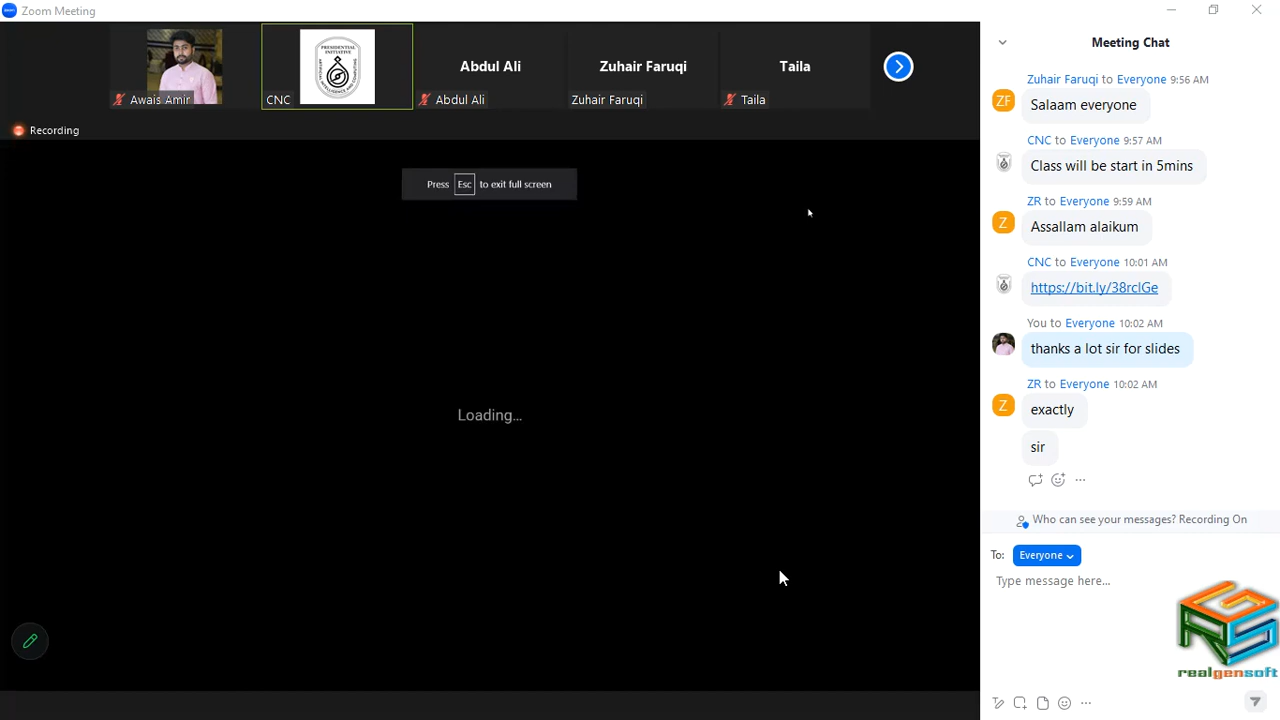 Zoom Meeting
PRESIDENTIAL
INITIATIVE
Awais Amir
CNC
Abdul Ali
Abdul Ali
Zuhair Faruqi
Zuhair Faruqi
Taila
Taila
Recording
Press Esc to exit full screen
Loading...
Meeting Chat
Zuhair Faruqi to Everyone 9:56 AM
ZF
Salaam everyone
CNC to Everyone 9:57 AM
Class will be start in 5mins
ZR to Everyone 9:59 AM
Z
Assallam alaikum
CNC to Everyone 10:01 AM
https://bit.ly/38rclGe
You to Everyone 10:02 AM
thanks a lot sir for slides
ZR to Everyone 10:02 AM
Z
exactly
sir
Who can see your messages? Recording On
To: Everyone
Type message here...
realgensoft